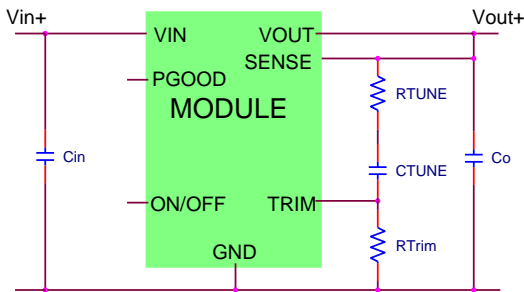 Vin+
Vout+
VIN
VOUT
SENSE
PGOOD
RTUNE
MODULE
Cin
CTUNE
Co
ON/OFF
TRIM
GND
RTrim